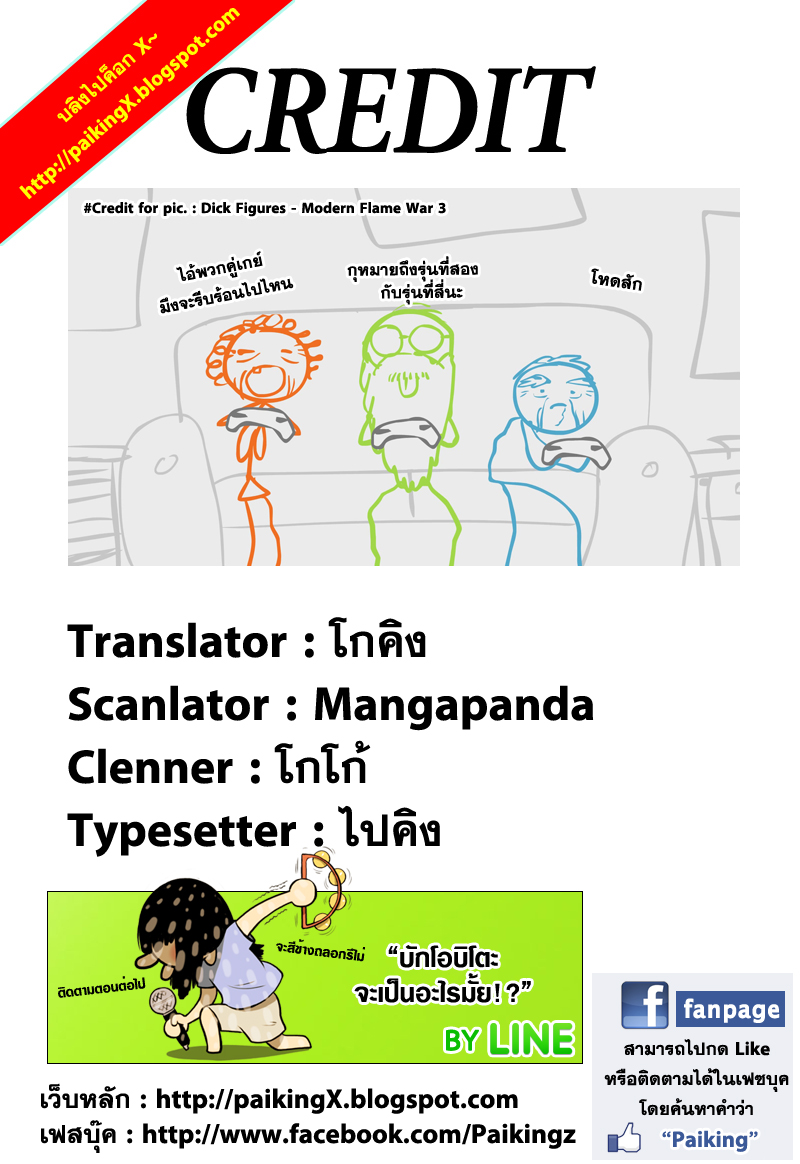 บลิงไปค็อก X~
http://paikingX.blogspot.com
CREDIT
#Credit for pic. : Dick Figures - Modern Flame War 3
ไอ้พวกคู่เกย์
มึงจะรีบร้อนไปไหน
กุหมายถึงรุ่นที่สอง
กับรุ่นที่สี่นะ
โทดสัก
Translator : โกคิง
Scanlator : Mangapanda
Clenner : โกโก้
Typesetter : ไปคิง
ติดตามตอนต่อไป
จะสีข้างถลอกรึไม่
“บักโอบิโตะ
จะเป็นอะไรมั้ย!?”
BY LINE
fanpage
สามารถไปกด Like
หรือติดตามได้ในเฟซบุค
โดยค้นหาคำว่า
“Paiking”
เว็บหลัก : http://paikingX.blogspot.com
เฟสบุ๊ค : http://www.facebook.com/Paikingz